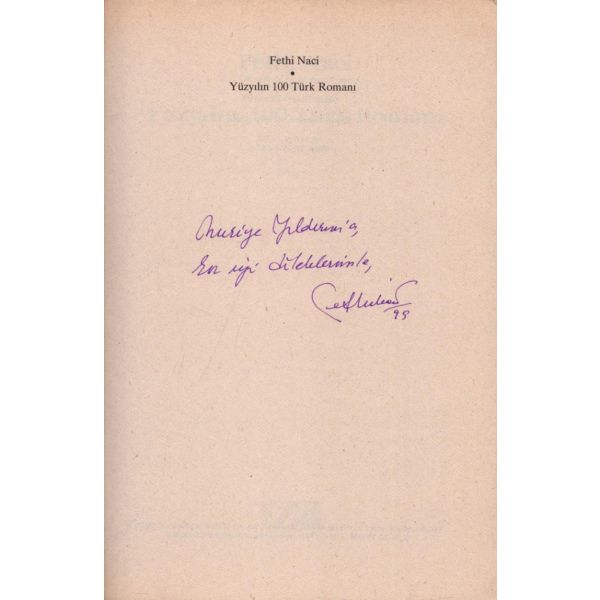 Fethi Naci
•
Yüzyılın 100 Türk Romanı
Nuriye Yıldırım'a,
En iyi dileklerimle,
99